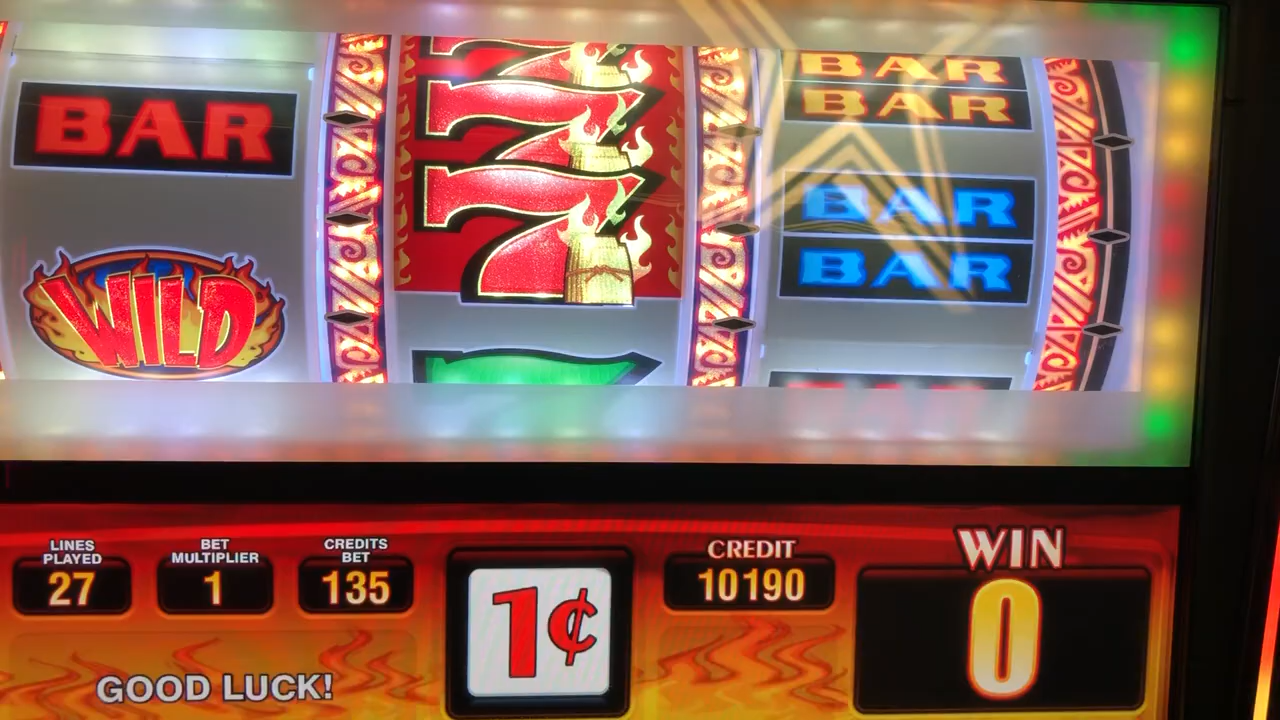 BAR
WILD
777
BAR
BAR
BAR
BAR
LINES PLAYED
27
BET MULTIPLIER
1
CREDITS BET
135
1¢
CREDIT
10190
WIN
0
GOOD LUCK!